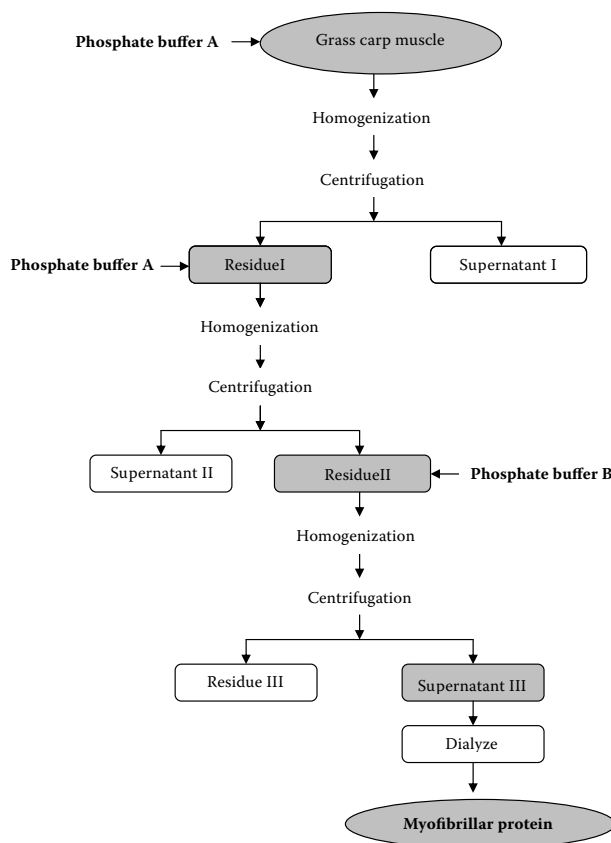 Phosphate buffer A
Grass carp muscle
Homogenization
Centrifugation
Phosphate buffer A
ResidueI
Supernatant I
Homogenization
Centrifugation
Supernatant II
ResidueII
Phosphate buffer B
Homogenization
Centrifugation
Residue III
Supernatant III
Dialyze
Myofibrillar protein